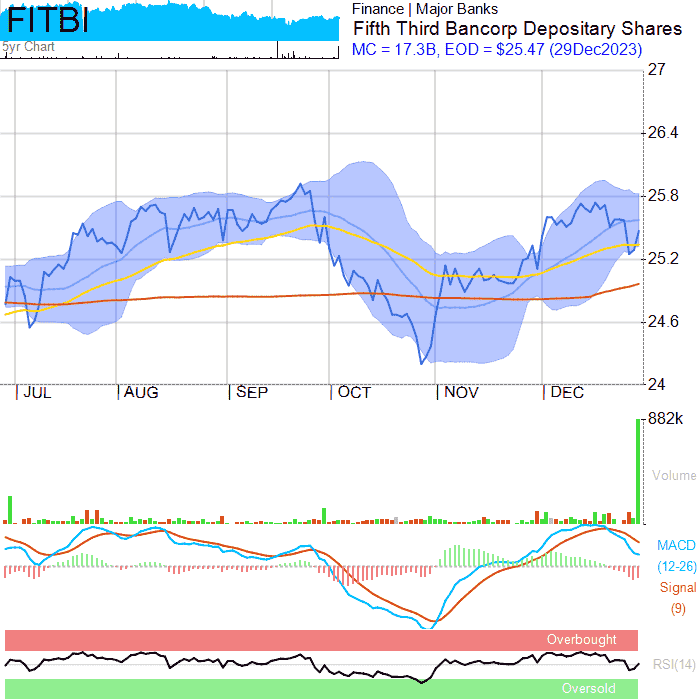 FITBI
5yr Chart
Finance | Major Banks
Fifth Third Bancorp Depositary Shares
MC = 17.3B, EOD = $25.47 (29Dec2023)
27
26.4
25.8
25.2
24.6
24
JUL AUG SEP OCT NOV DEC
882k
Volume
MACD
(12-26)
Signal
(9)
Overbought
RSI(14)
Oversold